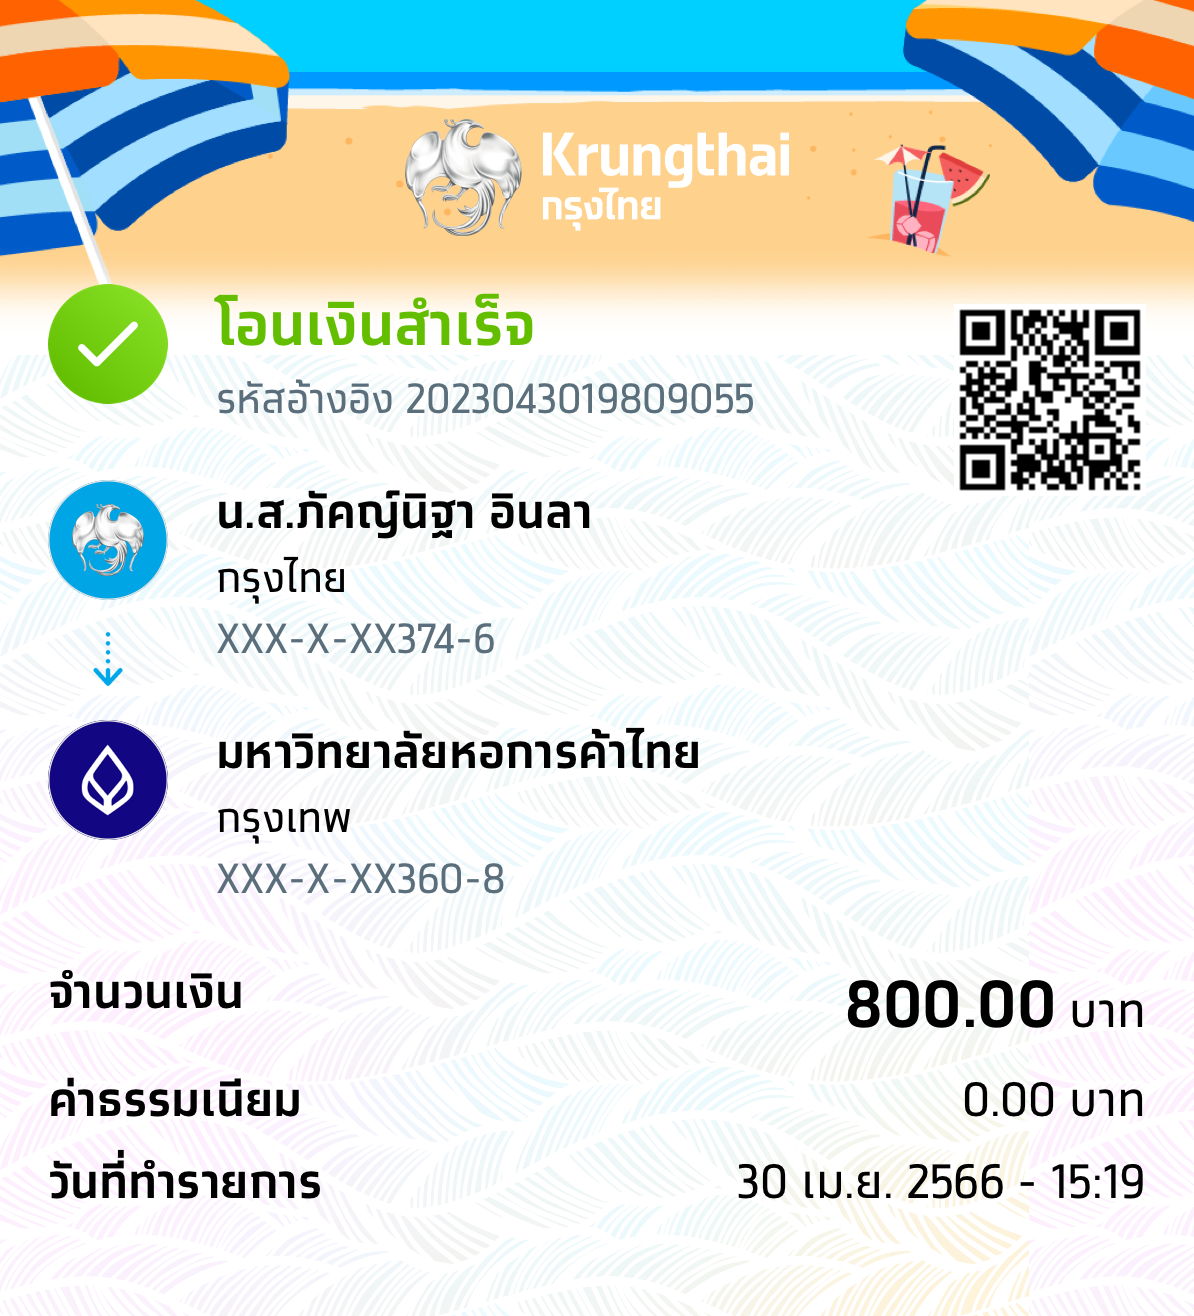 Krungthai
กรุงไทย
โอนเงินสำเร็จ
รหัสอ้างอิง 2023043019809055
น.ส.ภัคญ์นิฐา อินลา
กรุงไทย
XXX-X-XX374-6
มหาวิทยาลัยหอการค้าไทย
กรุงเทพ
XXX-X-XX360-8
จำนวนเงิน 800.00 บาท
ค่าธรรมเนียม 0.00 บาท
วันที่ทำรายการ 30 เม.ย. 2566 - 15:19